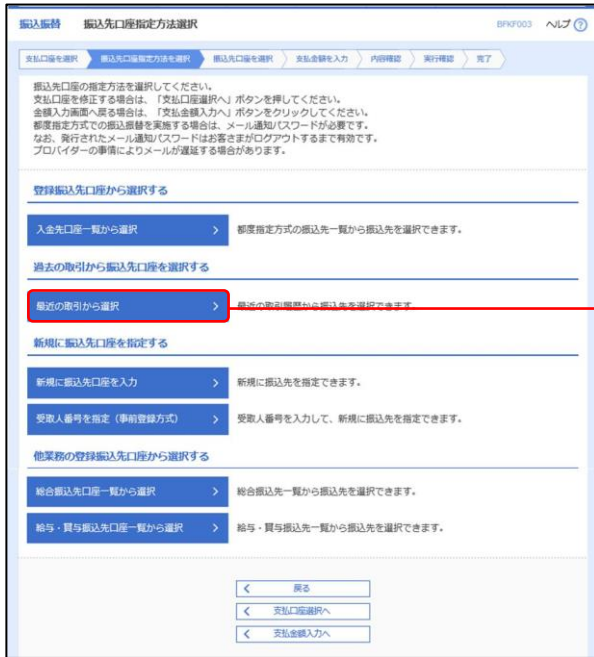 振込振替 振込先口座指定方法選択 BFKF003 ヘルプ ?
支払口座を選択 振込先口座指定方法を選択 振込先口座を選択 支払金額を入力 内容確認 実行確認 完了
振込先口座の指定方法を選択してください。
支払口座を修正する場合は、「支払口座選択へ」ボタンを押してください。
金額入力画面へ戻る場合は、「支払金額入力へ」ボタンをクリックしてください。
都度指定方式での振込振替を実施する場合は、メール通知パスワードが必要です。
なお、発行されたメール通知パスワードはお客さまがログアウトするまで有効です。
プロバイダーの事情によりメールが遅延する場合があります。
登録振込先口座から選択する
入金先口座一覧から選択 都度指定方式の振込先一覧から振込先を選択できます。
過去の取引から振込先口座を選択する
最近の取引から選択 最近の取引履歴から振込先を選択できます。
新規に振込先口座を指定する
新規に振込先口座を入力 新規に振込先を指定できます。
受取人番号を指定（事前登録方式） 受取人番号を入力して、新規に振込先を指定できます。
他業務の登録振込先口座から選択する
総合振込先口座一覧から選択 総合振込先一覧から振込先を選択できます。
給与・賞与振込先口座一覧から選択 給与・賞与振込先一覧から振込先を選択できます。
戻る
支払口座選択へ
支払金額入力へ